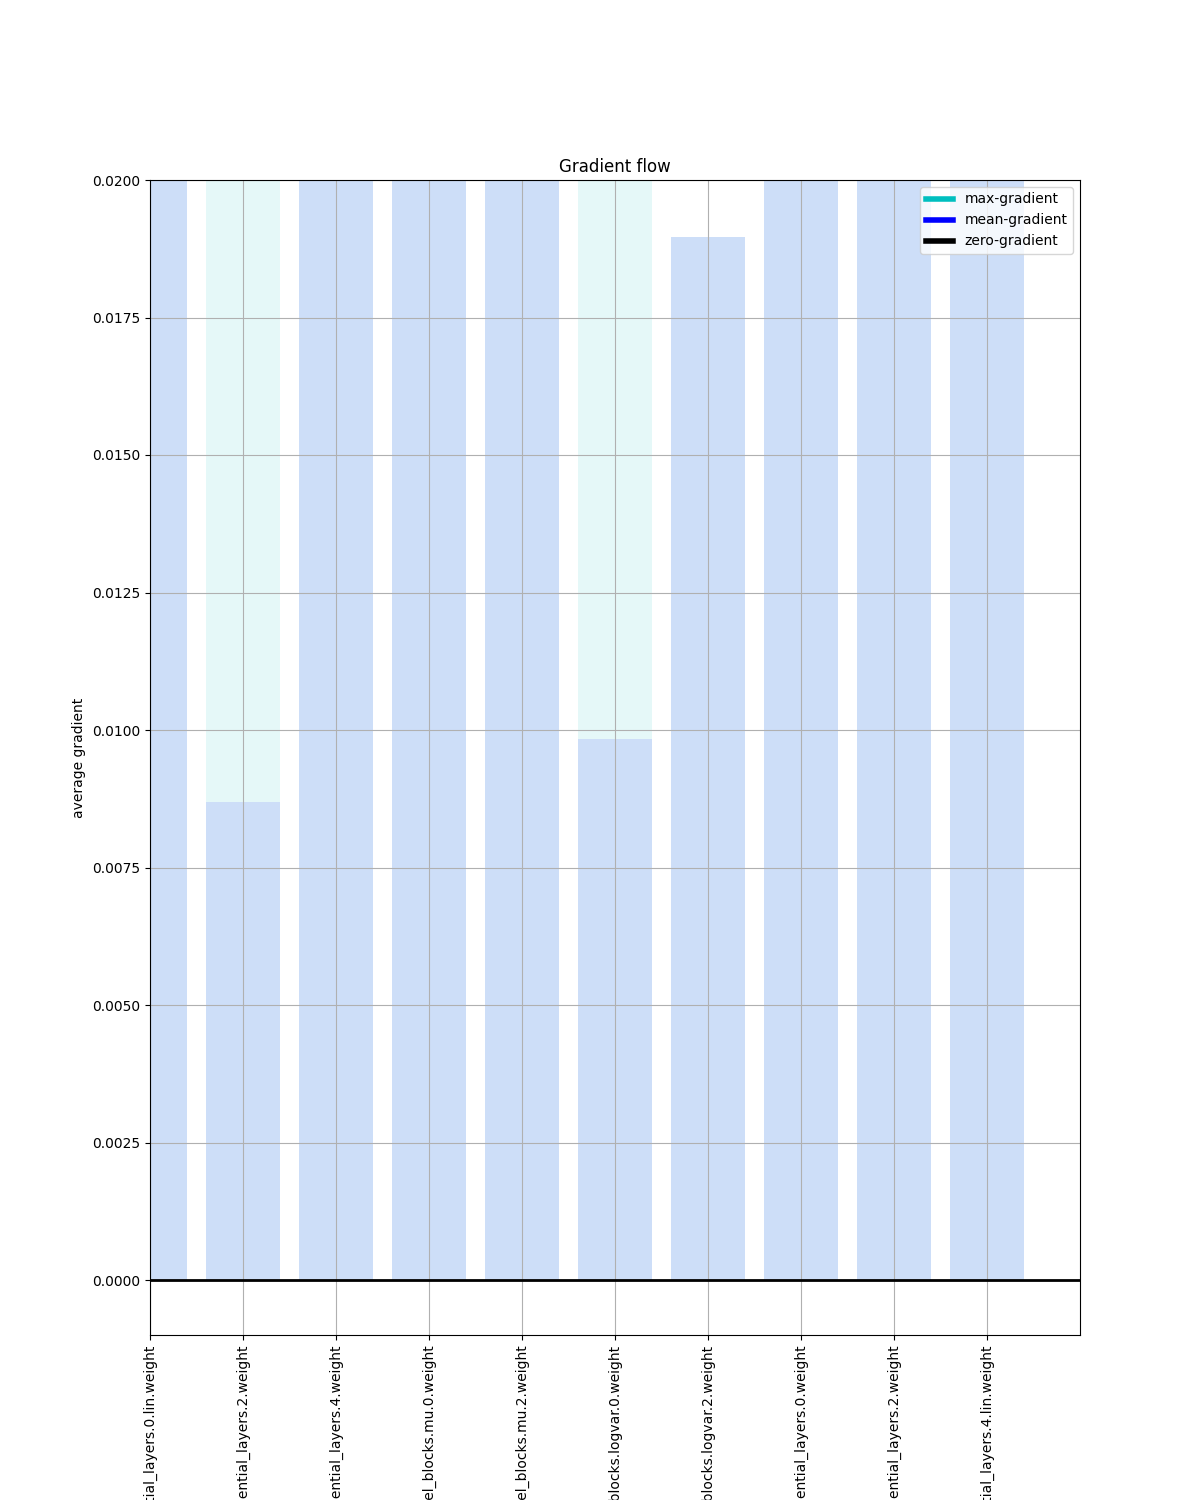 Gradient flow
max-gradient
mean-gradient
zero-gradient
0.0200
0.0175
0.0150
0.0125
0.0100
0.0075
0.0050
0.0025
0.0000
average gradient
tial_layers.0.lin.weight
ential_layers.2.weight
ential_layers.4.weight
el_blocks.mu.0.weight
el_blocks.mu.2.weight
blocks.logvar.0.weight
blocks.logvar.2.weight
ential_layers.0.weight
ential_layers.2.weight
tial_layers.4.lin.weight